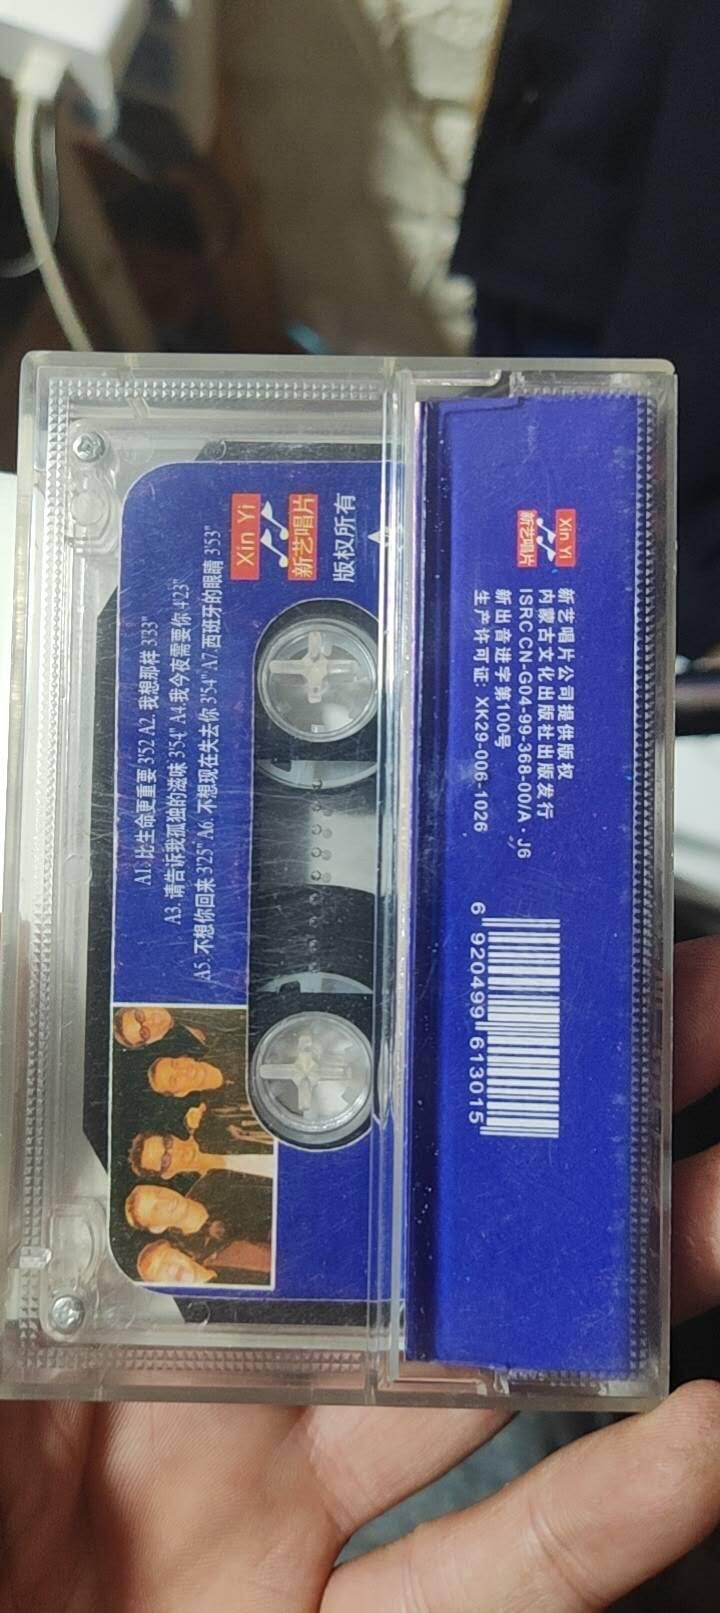 Xin Yi
新艺唱片
版权所有
A1. 比生命更重要 3'52 A2. 我想那样 3'33"
A3. 请告诉我孤独的滋味 3'54" A4. 我今夜需要你 4'23"
A5. 不想你回来 3'25" A6. 不想现在失去你 3'54" A7. 西班牙的眼睛 3'53"
Xin Yi
新艺唱片
新艺唱片公司提供版权
内蒙古文化出版社出版发行
ISRC CN-G04-99-368-00/A·J6
新出音进字第100号
生产许可证：XK29-006-1026
6 920499 613015